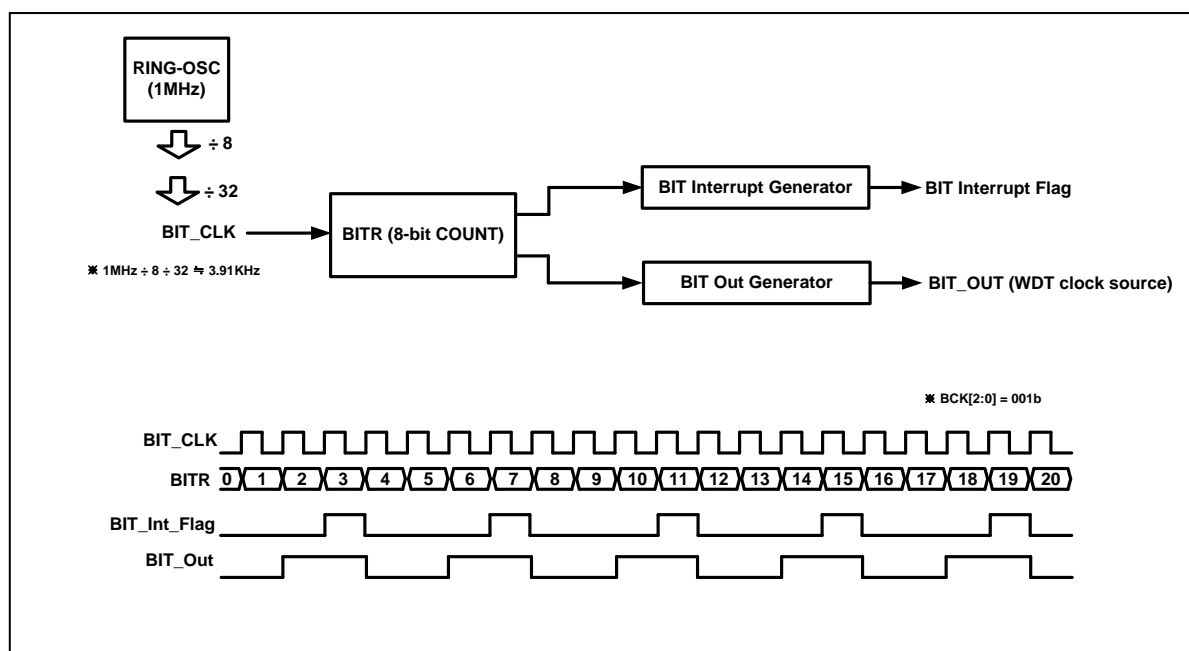 RING-OSC
(1MHz)
÷ 8
÷ 32
BIT_CLK
BITR (8-bit COUNT)
BIT Interrupt Generator
BIT Interrupt Flag
BIT Out Generator
BIT_OUT (WDT clock source)
※ 1MHz ÷ 8 ÷ 32 ≒ 3.91KHz
※ BCK[2:0] = 001b
BIT_CLK
BITR 0 1 2 3 4 5 6 7 8 9 10 11 12 13 14 15 16 17 18 19 20
BIT_Int_Flag
BIT_Out